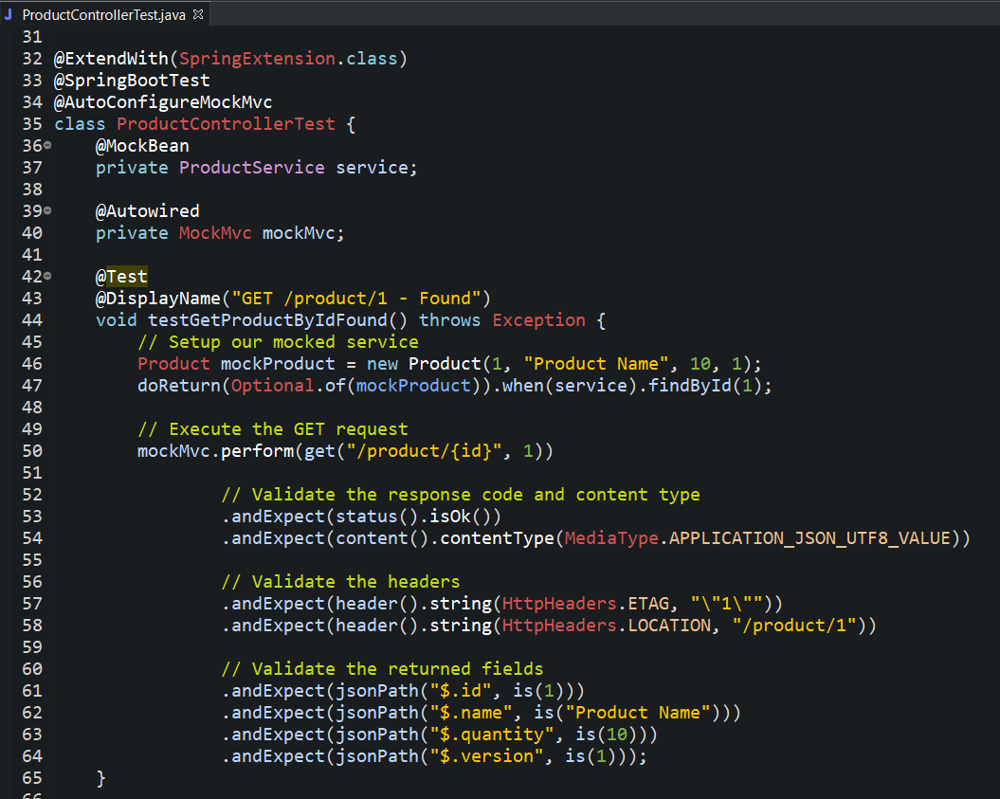 ProductControllerTest.java
31
32 @ExtendWith(SpringExtension.class)
33 @SpringBootTest
34 @AutoConfigureMockMvc
35 class ProductControllerTest {
36 @MockBean
37 private ProductService service;
38
39 @Autowired
40 private MockMvc mockMvc;
41
42 @Test
43 @DisplayName("GET /product/1 - Found")
44 void testGetProductByIdFound() throws Exception {
45 // Setup our mocked service
46 Product mockProduct = new Product(1, "Product Name", 10, 1);
47 doReturn(Optional.of(mockProduct)).when(service).findById(1);
48
49 // Execute the GET request
50 mockMvc.perform(get("/product/{id}", 1))
51
52 // Validate the response code and content type
53 .andExpect(status().isOk())
54 .andExpect(content().contentType(MediaType.APPLICATION_JSON_UTF8_VALUE))
55
56 // Validate the headers
57 .andExpect(header().string(HttpHeaders.ETAG, "\"1\""))
58 .andExpect(header().string(HttpHeaders.LOCATION, "/product/1"))
59
60 // Validate the returned fields
61 .andExpect(jsonPath("$.id", is(1)))
62 .andExpect(jsonPath("$.name", is("Product Name")))
63 .andExpect(jsonPath("$.quantity", is(10)))
64 .andExpect(jsonPath("$.version", is(1)));
65 }
66